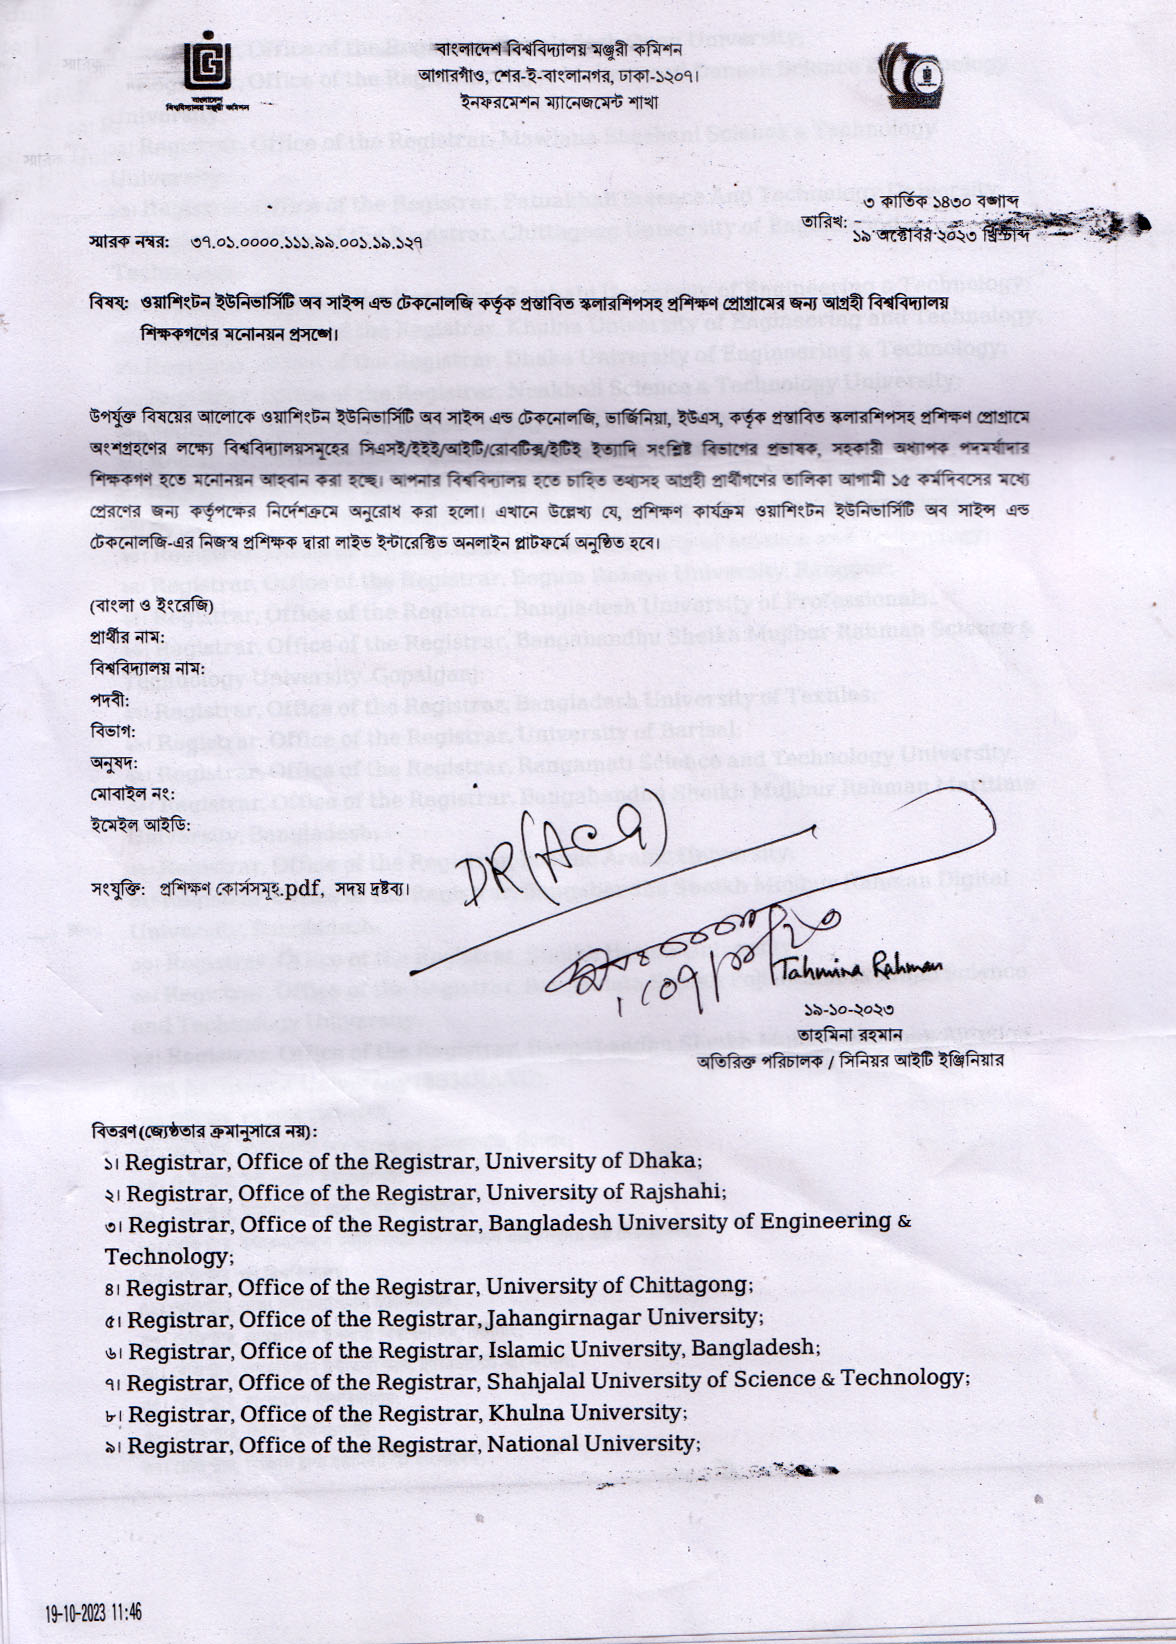 বাংলাদেশ বিশ্ববিদ্যালয় মঞ্জুরী কমিশন
আগারগাঁও, শের-ই-বাংলানগর, ঢাকা-১২০৭।
ইনফরমেশন ম্যানেজমেন্ট শাখা
বাংলাদেশ
বিশ্ববিদ্যালয় মঞ্জুরী কমিশন
৩ কার্তিক ১৪৩০ বঙ্গাব্দ
তারিখ:
১৯ অক্টোবর ২০২৩ খ্রিস্টাব্দ
স্মারক নম্বর: ৩৭.০১.০০০০.১১১.৯৯.০০১.১৯.১২৭
বিষয়: ওয়াশিংটন ইউনিভার্সিটি অব সাইন্স এন্ড টেকনোলজি কর্তৃক প্রস্তাবিত স্কলারশিপসহ প্রশিক্ষণ প্রোগ্রামের জন্য আগ্রহী বিশ্ববিদ্যালয়
শিক্ষকগণের মনোনয়ন প্রসঙ্গে।
উপর্যুক্ত বিষয়ের আলোকে ওয়াশিংটন ইউনিভার্সিটি অব সাইন্স এন্ড টেকনোলজি, ভার্জিনিয়া, ইউএস, কর্তৃক প্রস্তাবিত স্কলারশিপসহ প্রশিক্ষণ প্রোগ্রামে
অংশগ্রহণের লক্ষ্যে বিশ্ববিদ্যালয়সমূহের সিএসই/ইইই/আইটি/রোবটিক্স/ইটিই ইত্যাদি সংশ্লিষ্ট বিভাগের প্রভাষক, সহকারী অধ্যাপক পদমর্যাদার
শিক্ষকগণ হতে মনোনয়ন আহবান করা হচ্ছে। আপনার বিশ্ববিদ্যালয় হতে চাহিত তথ্যসহ আগ্রহী প্রার্থীগণের তালিকা আগামী ১৫ কর্মদিবসের মধ্যে
প্রেরণের জন্য কর্তৃপক্ষের নির্দেশক্রমে অনুরোধ করা হলো। এখানে উল্লেখ্য যে, প্রশিক্ষণ কার্যক্রম ওয়াশিংটন ইউনিভার্সিটি অব সাইন্স এন্ড
টেকনোলজি-এর নিজস্ব প্রশিক্ষক দ্বারা লাইভ ইন্টারেক্টিভ অনলাইন প্লাটফর্মে অনুষ্ঠিত হবে।
(বাংলা ও ইংরেজি)
প্রার্থীর নাম:
বিশ্ববিদ্যালয় নাম:
পদবী:
বিভাগ:
অনুষদ:
মোবাইল নং:
ইমেইল আইডি:
DR(ACA)
সংযুক্তি: প্রশিক্ষণ কোর্সসমূহ.pdf, সদয় দ্রষ্টব্য।
Tahmina Rahman
১৯-১০-২০২৩
তাহমিনা রহমান
অতিরিক্ত পরিচালক / সিনিয়র আইটি ইঞ্জিনিয়ার
বিতরণ (জ্যেষ্ঠতার ক্রমানুসারে নয়):
১। Registrar, Office of the Registrar, University of Dhaka;
২। Registrar, Office of the Registrar, University of Rajshahi;
৩। Registrar, Office of the Registrar, Bangladesh University of Engineering &
Technology;
৪। Registrar, Office of the Registrar, University of Chittagong;
৫। Registrar, Office of the Registrar, Jahangirnagar University;
৬। Registrar, Office of the Registrar, Islamic University, Bangladesh;
৭। Registrar, Office of the Registrar, Shahjalal University of Science & Technology;
৮। Registrar, Office of the Registrar, Khulna University;
৯। Registrar, Office of the Registrar, National University;
19-10-2023 11:46